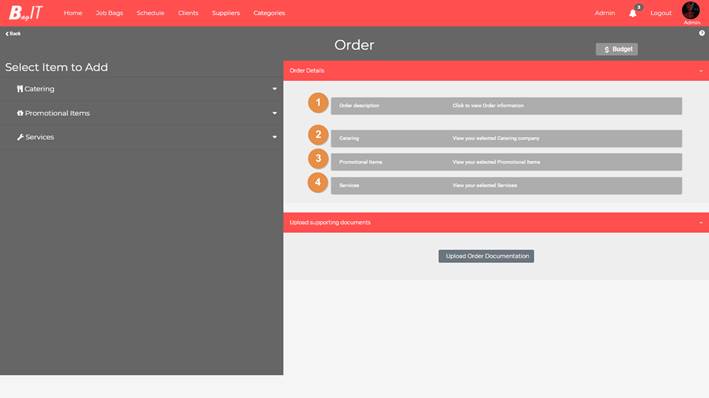 BagIT Home Job Bags Schedule Clients Suppliers Categories Admin 3 Logout
Admin
Back
Order
$ Budget
Select Item to Add
Catering
Promotional Items
Services
Order Details
1 Order description Click to view Order information
2 Catering View your selected Catering company
3 Promotional Items View your selected Promotional Items
4 Services View your selected Services
Upload supporting documents
Upload Order Documentation